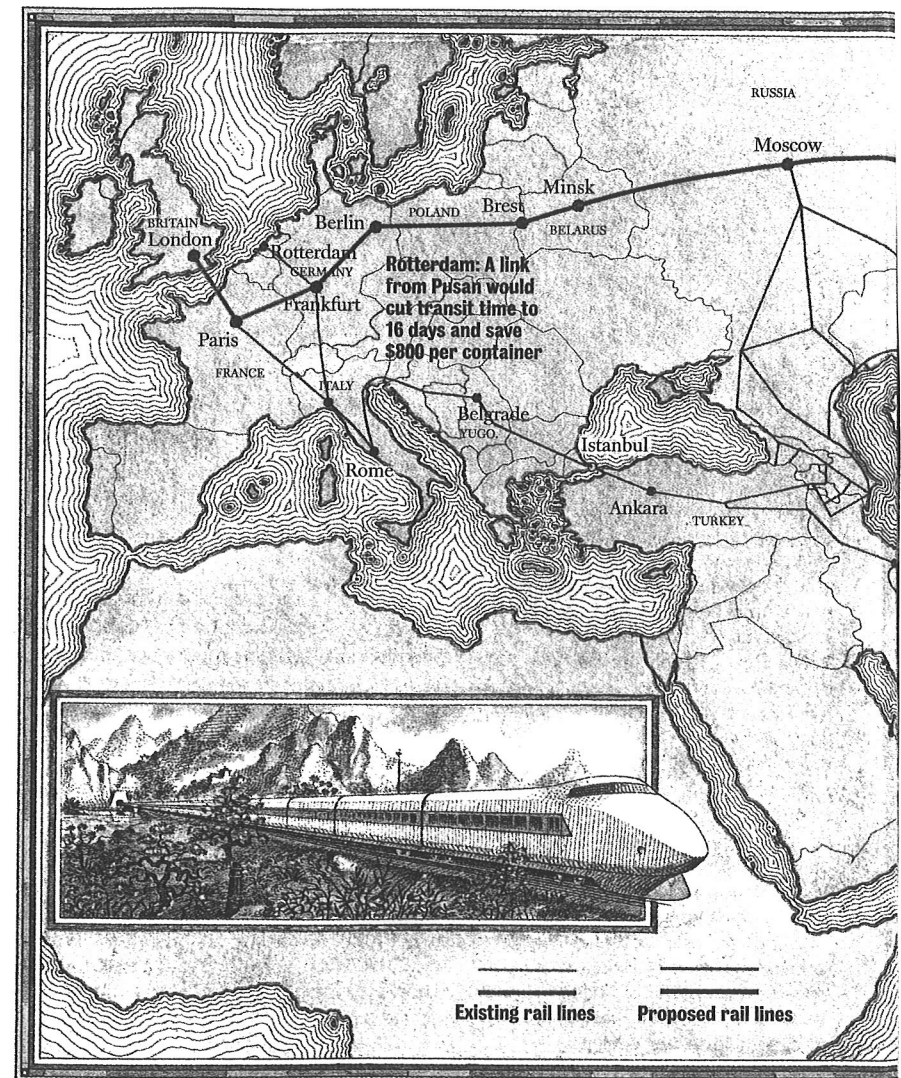 RUSSIA
Moscow
Minsk
Brest
POLAND
Berlin
BELARUS
BRITAIN
London
Rotterdam
GERMANY
Frankfurt
Rotterdam: A link
from Pusan would
cut transit time to
16 days and save
$800 per container
Paris
FRANCE
ITALY
Belgrade
YUGO.
Istanbul
Rome
Ankara
TURKEY
Existing rail lines
Proposed rail lines